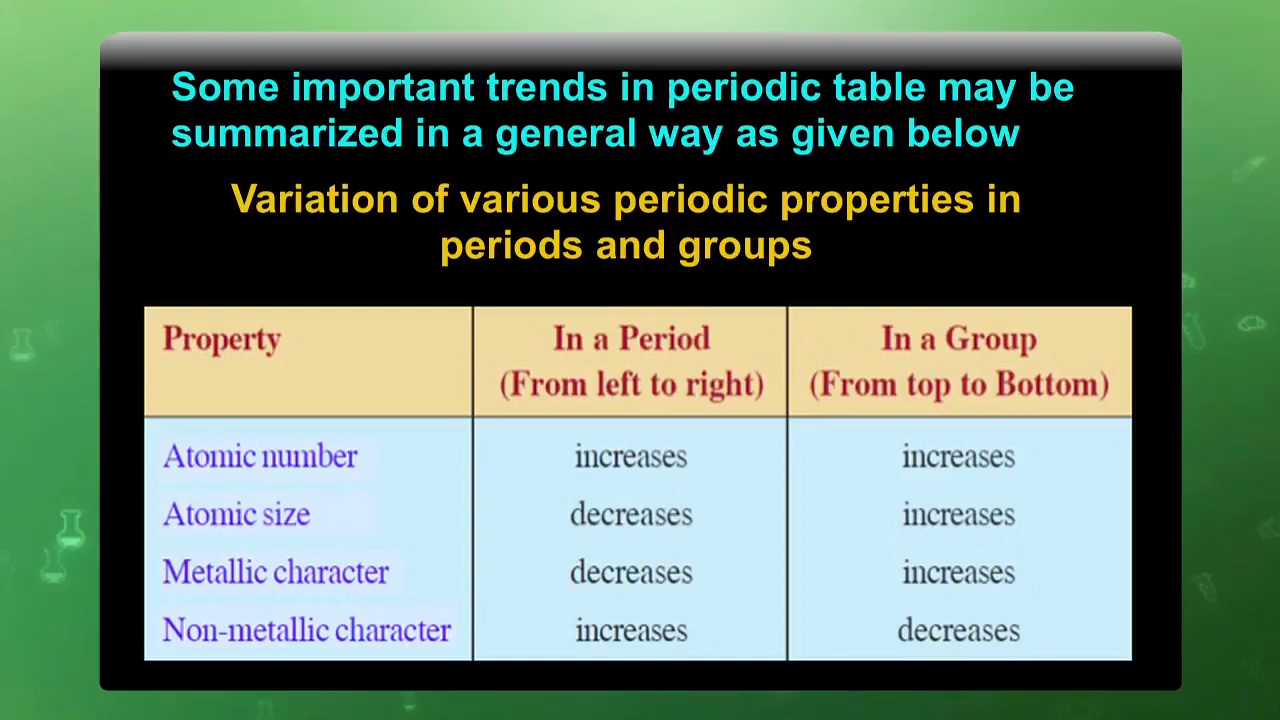 Some important trends in periodic table may be
summarized in a general way as given below
Variation of various periodic properties in
periods and groups
Property In a Period In a Group
(From left to right) (From top to Bottom)
Atomic number increases increases
Atomic size decreases increases
Metallic character decreases increases
Non-metallic character increases decreases